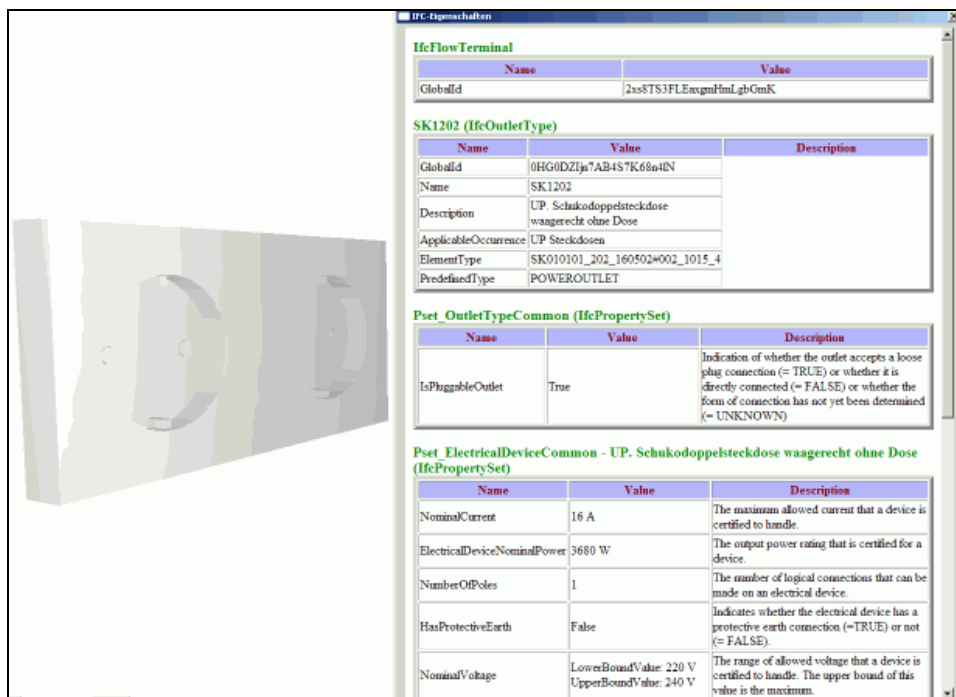 IFC-Eigenschaften
IfcFlowTerminal
Name Value
GlobalId 2xs8TS3FLEaxgmHmLgbGmK
SK1202 (IfcOutletType)
Name Value Description
GlobalId 0HG0DZIjn7AB4S7K68n4fN
Name SK1202
Description UP. Schukodoppelsteckdose
waagerecht ohne Dose
ApplicableOccurrence UP Steckdosen
ElementType SK010101_202_160502#002_1015_4
PredefinedType POWEROUTLET
Pset_OutletTypeCommon (IfcPropertySet)
Name Value Description
Indication of whether the outlet accepts a loose
plug connection (= TRUE) or whether it is
IsPluggableOutlet True directly connected (= FALSE) or whether the
form of connection has not yet been determined
(= UNKNOWN)
Pset_ElectricalDeviceCommon - UP. Schukodoppelsteckdose waagerecht ohne Dose
(IfcPropertySet)
Name Value Description
NominalCurrent 16 A The maximum allowed current that a device is
certified to handle.
ElectricalDeviceNominalPower 3680 W The output power rating that is certified for a
device.
NumberOfPoles 1 The number of logical connections that can be
made on an electrical device.
Indicates whether the electrical device has a
HasProtectiveEarth False protective earth connection (=TRUE) or not
(= FALSE).
NominalVoltage LowerBoundValue: 220 V The range of allowed voltage that a device is
UpperBoundValue: 240 V certified to handle. The upper bound of this
value is the maximum.